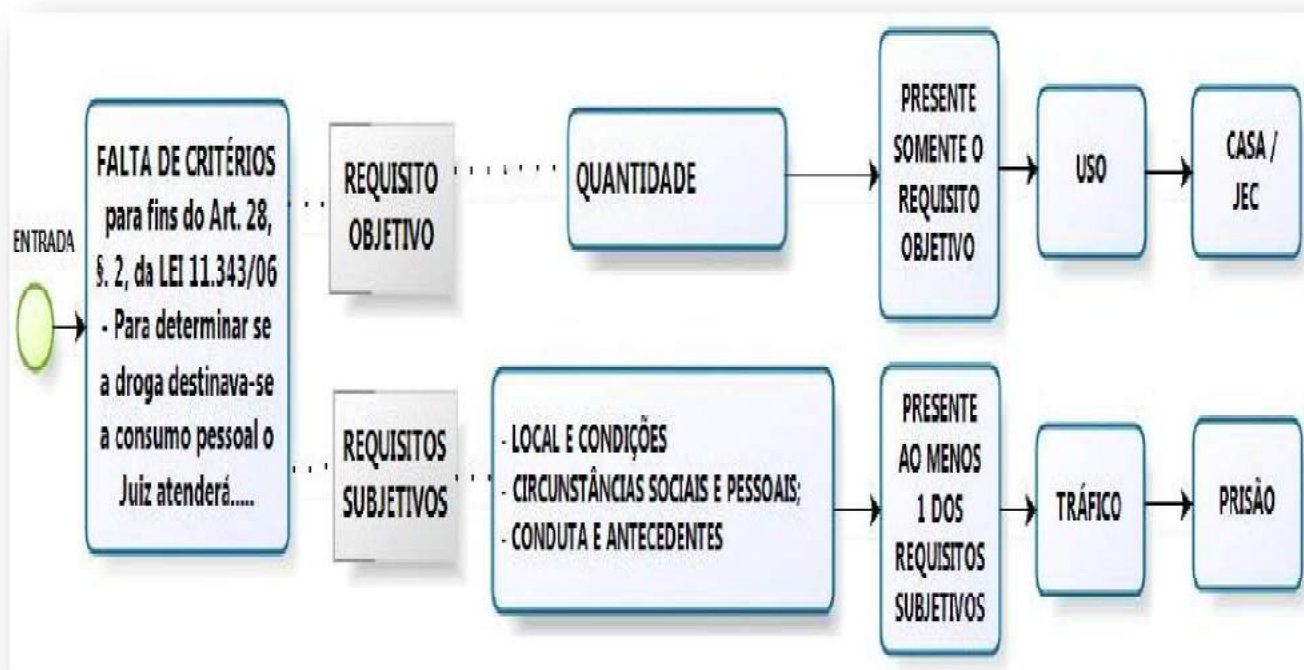 ENTRADA
FALTA DE CRITÉRIOS
para fins do Art. 28,
§. 2, da LEI 11.343/06
- Para determinar se
a droga destinava-se
a consumo pessoal o
Juiz atenderá.....
REQUISITO
OBJETIVO
QUANTIDADE
PRESENTE
SOMENTE O
REQUISITO
OBJETIVO
USO
CASA /
JEC
REQUISITOS
SUBJETIVOS
- LOCAL E CONDIÇÕES
- CIRCUNSTÂNCIAS SOCIAIS E PESSOAIS;
- CONDUTA E ANTECEDENTES
PRESENTE
AO MENOS
1 DOS
REQUISITOS
SUBJETIVOS
TRÁFICO
PRISÃO